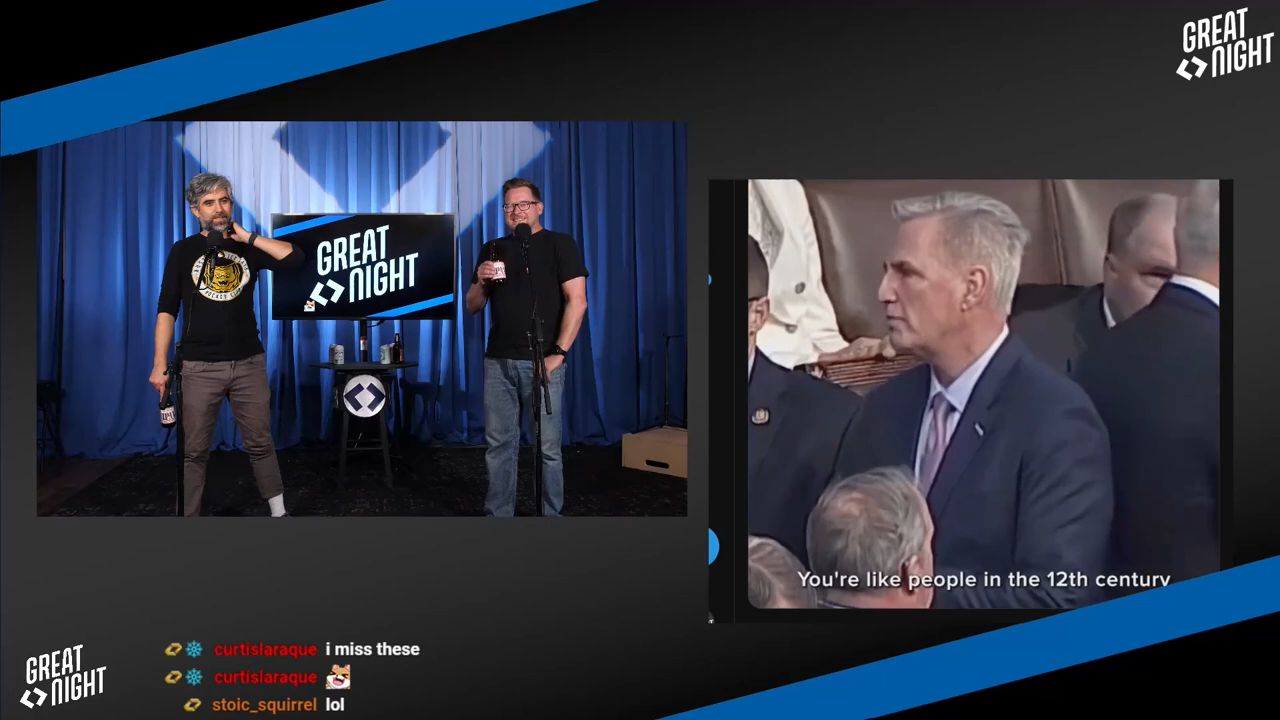 GREAT
NIGHT
GREAT
NIGHT
You're like people in the 12th century
GREAT
NIGHT
curtislaraque i miss these
curtislaraque
stoic_squirrel lol